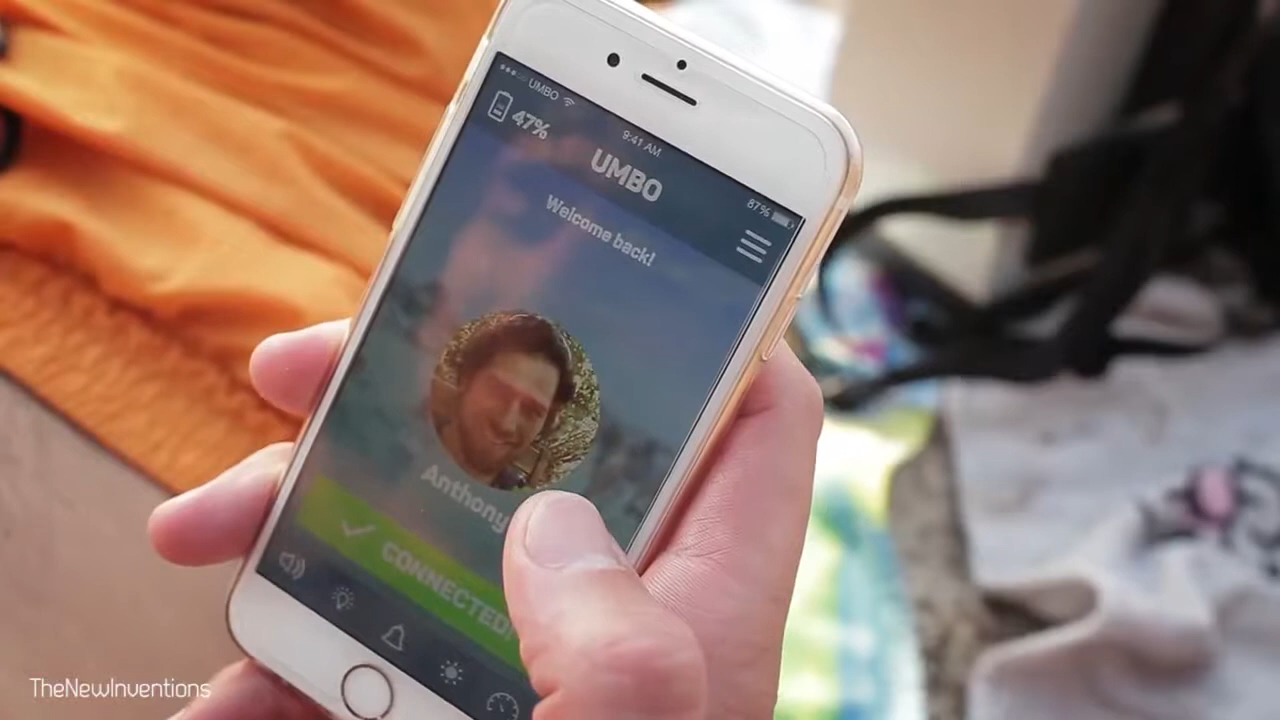 UMBO
9:41 AM
87%
47%
UMBO
Welcome back!
Anthony
CONNECTED!
TheNewInventions